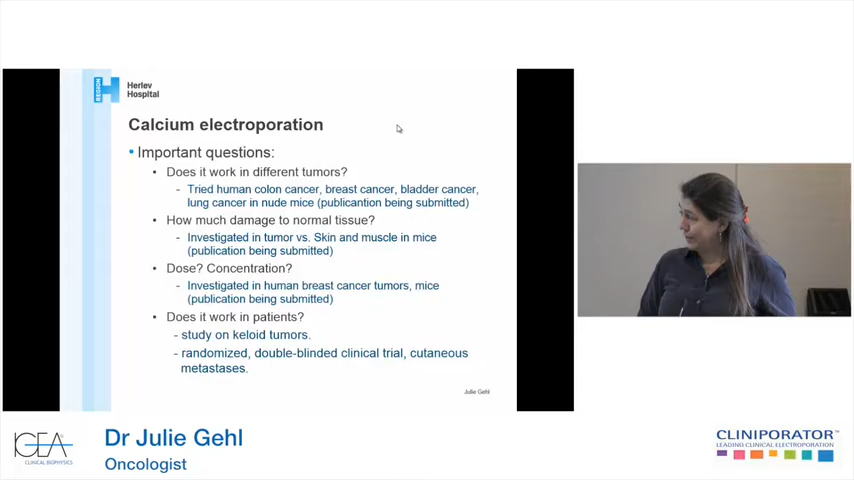 REGION
Herlev
Hospital
Calcium electroporation
• Important questions:
• Does it work in different tumors?
- Tried human colon cancer, breast cancer, bladder cancer,
lung cancer in nude mice (publicantion being submitted)
• How much damage to normal tissue?
- Investigated in tumor vs. Skin and muscle in mice
(publication being submitted)
• Dose? Concentration?
- Investigated in human breast cancer tumors, mice
(publication being submitted)
• Does it work in patients?
- study on keloid tumors.
- randomized, double-blinded clinical trial, cutaneous
metastases.
Julie Gehl
IGEA
CLINICAL BIOPHYSICS
Dr Julie Gehl
Oncologist
CLINIPORATOR™
LEADING CLINICAL ELECTROPORATION